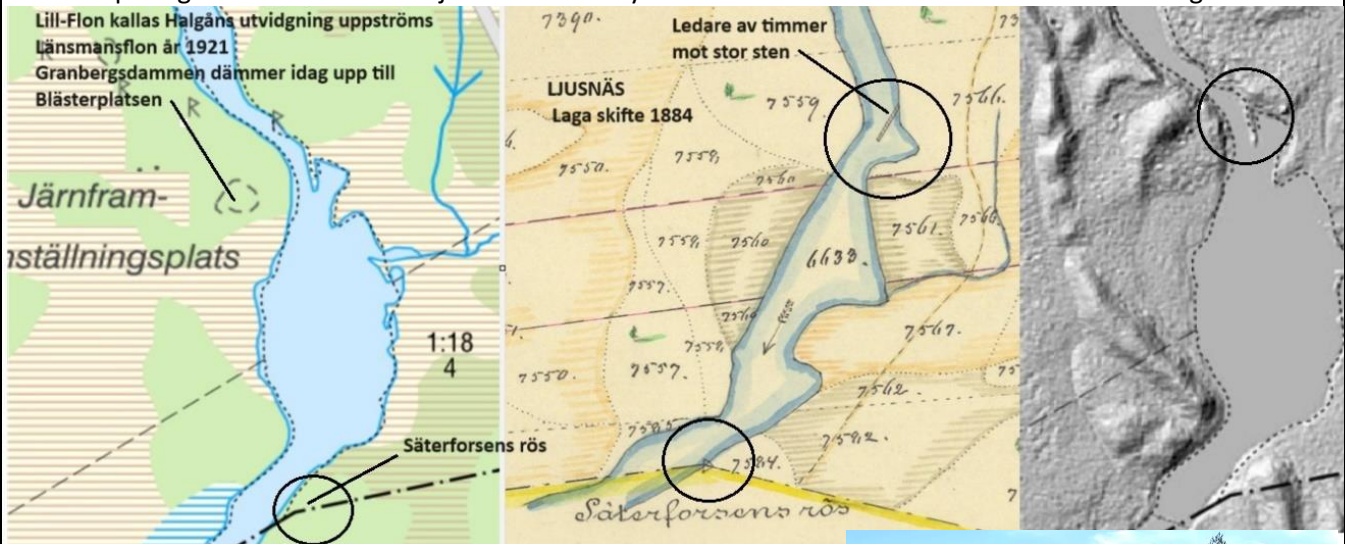 Lill-Flon kallas Halgåns utvidgning uppströms
Länsmansflon år 1921
Granbergsdammen dämmer idag upp till
Blästerplatsen
R
R
R
Järnfram-
nställningsplats
1:18
4
Säterforsens rös
7390.
Ledare av timmer
mot stor sten
LJUSNÄS
Laga skifte 1884
7559.
7566.
7550.
7559,
7560
7559,
7560
6633.
7561.
7566.
7557.
7559,
7567.
7550.
7557.
7562.
7584.
Säterforsens rös